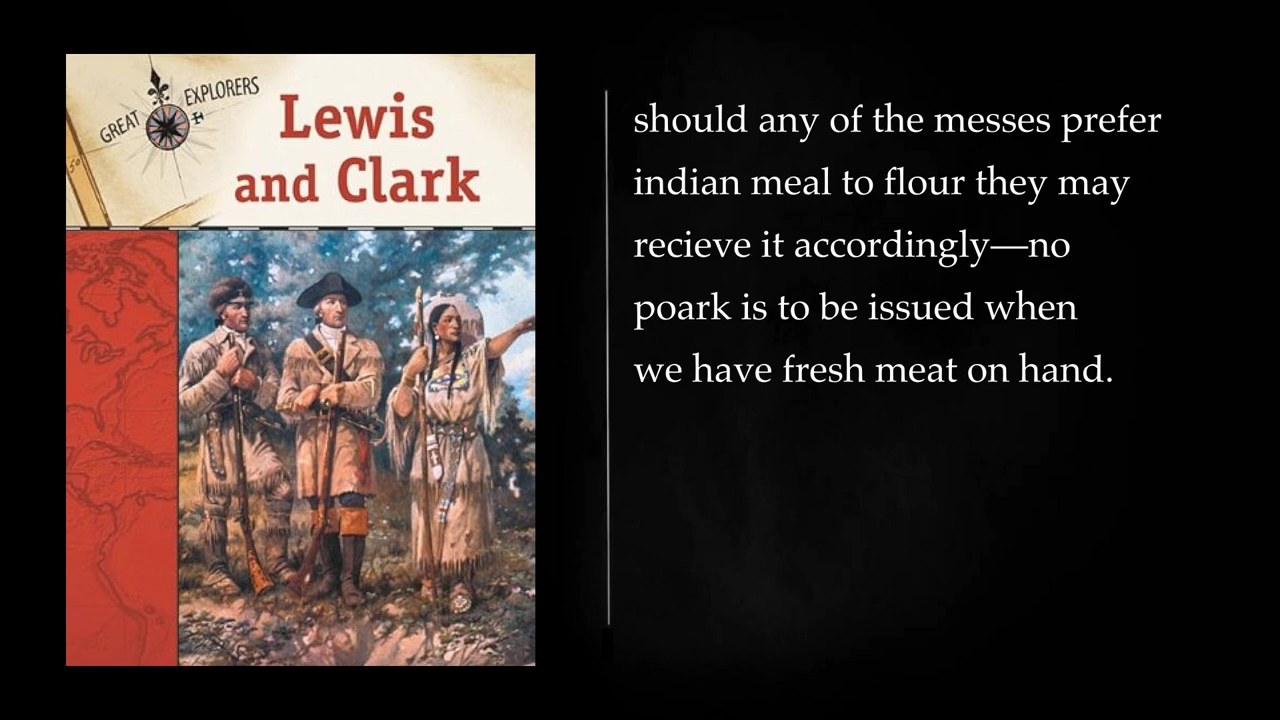 GREAT EXPLORERS
Lewis
and Clark
50
should any of the messes prefer
indian meal to flour they may
recieve it accordingly—no
poark is to be issued when
we have fresh meat on hand.